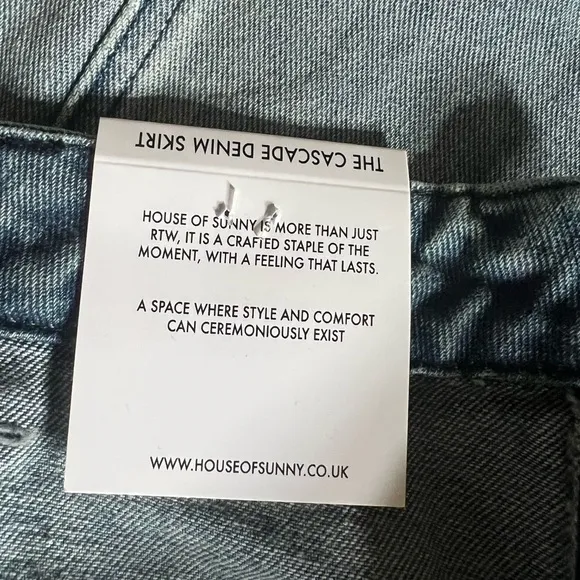 THE CASCADE DENIM SKIRT
HOUSE OF SUNNY IS MORE THAN JUST
RTW, IT IS A CRAFTED STAPLE OF THE
MOMENT, WITH A FEELING THAT LASTS.
A SPACE WHERE STYLE AND COMFORT
CAN CEREMONIOUSLY EXIST
WWW.HOUSEOFSUNNY.CO.UK